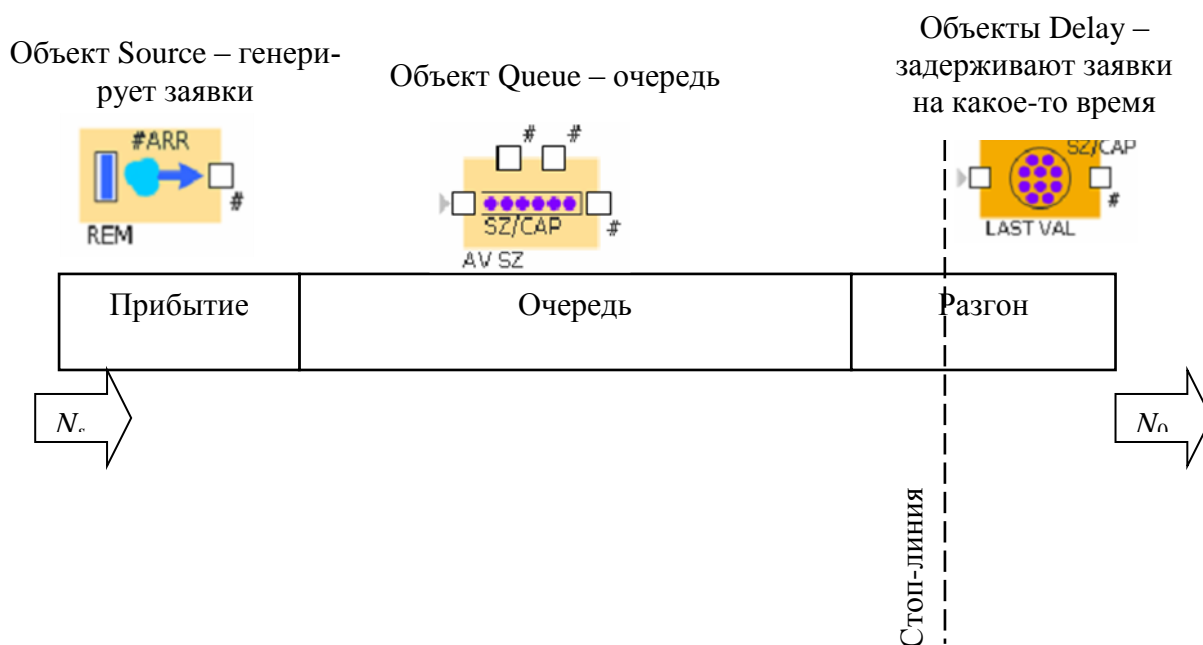 Объект Source – генери-
рует заявки
Объект Queue – очередь
Объекты Delay –
задерживают заявки
на какое-то время
#ARR
#
REM
# #
SZ/CAP
#
AV SZ
SZ/CAP
#
LAST VAL
Прибытие
Очередь
Разгон
N
N0
Стоп-линия